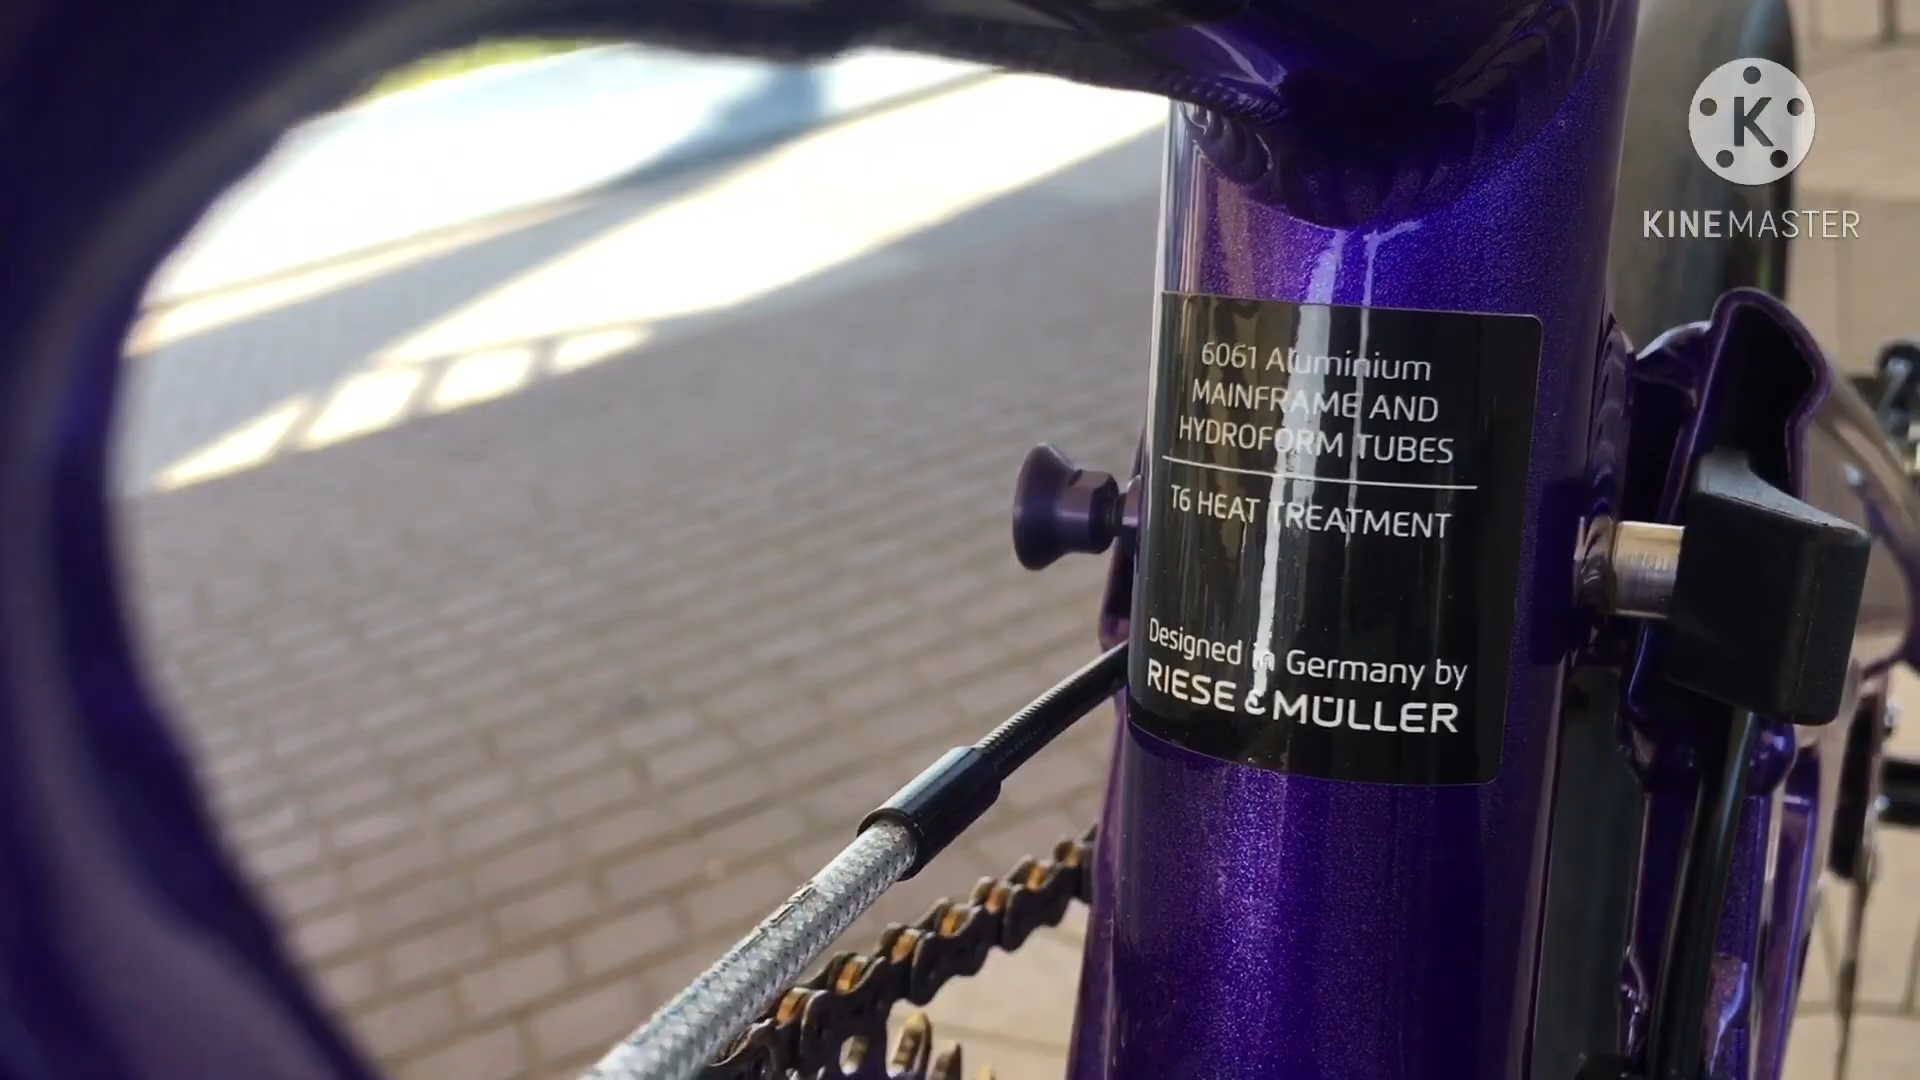 K
KINEMASTER
6061 Aluminium
MAINFRAME AND
HYDROFORM TUBES
T6 HEAT TREATMENT
Designed in Germany by
RIESE & MÜLLER